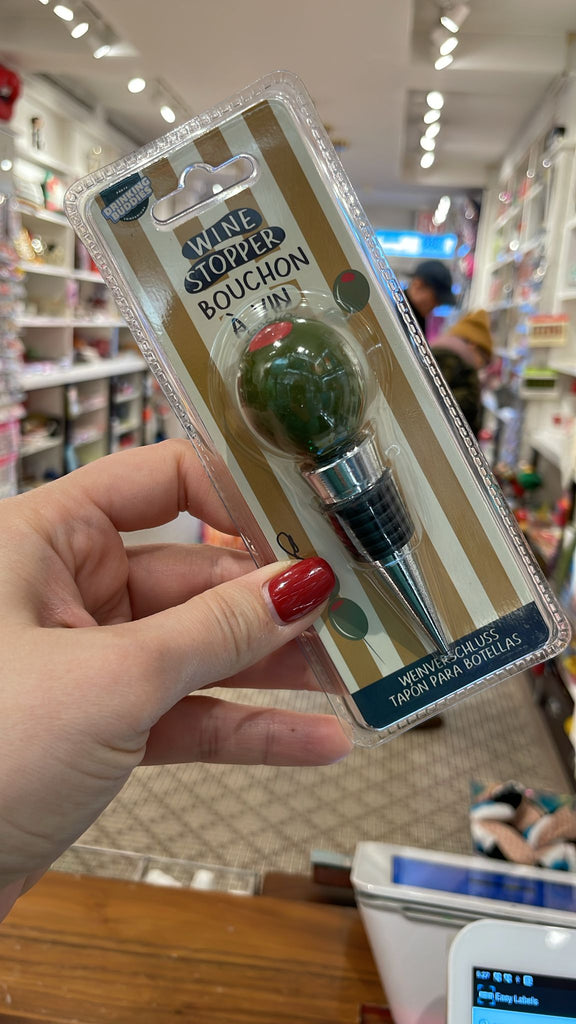 DRINKING
BUDDIES
WINE
STOPPER
BOUCHON
À VIN
WEINVERSCHLUSS
TAPÓN PARA BOTELLAS
Easy Labels